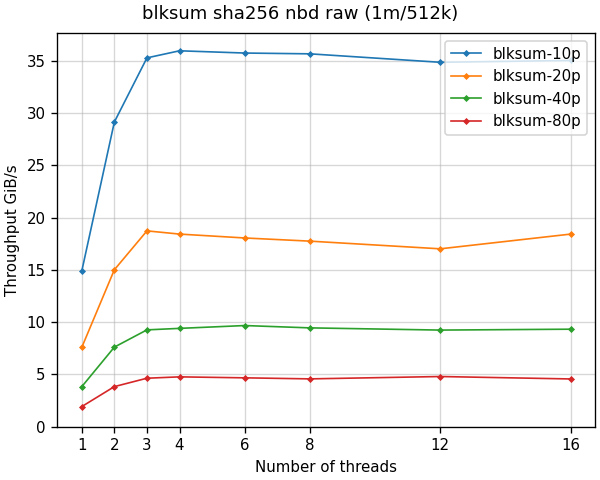 blksum sha256 nbd raw (1m/512k)
blksum-10p
blksum-20p
blksum-40p
blksum-80p
Throughput GiB/s
35
30
25
20
15
10
5
0
1 2 3 4 6 8 12 16
Number of threads